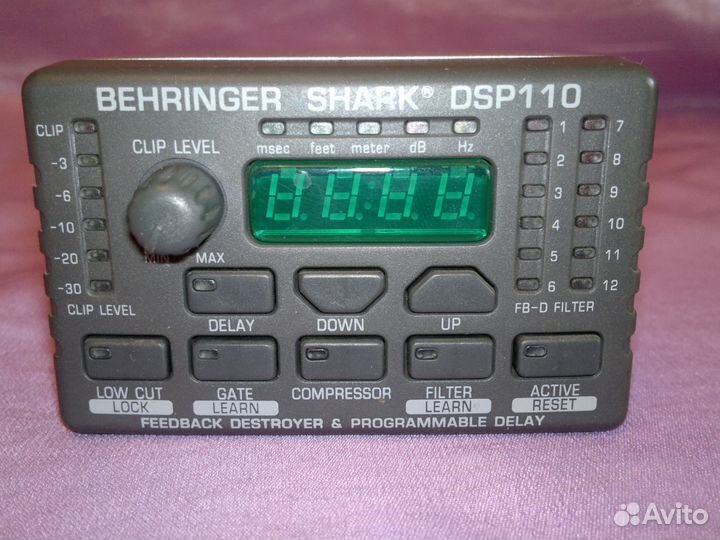 BEHRINGER SHARK® DSP110
CLIP
-3
-6
-10
-20
-30
CLIP LEVEL
CLIP LEVEL
MIN
MAX
msec feet meter dB Hz
1 7
2 8
3 9
4 10
5 11
6 12
FB-D FILTER
DELAY DOWN UP
LOW CUT GATE COMPRESSOR FILTER ACTIVE
LOCK LEARN LEARN RESET
FEEDBACK DESTROYER & PROGRAMMABLE DELAY
Avito